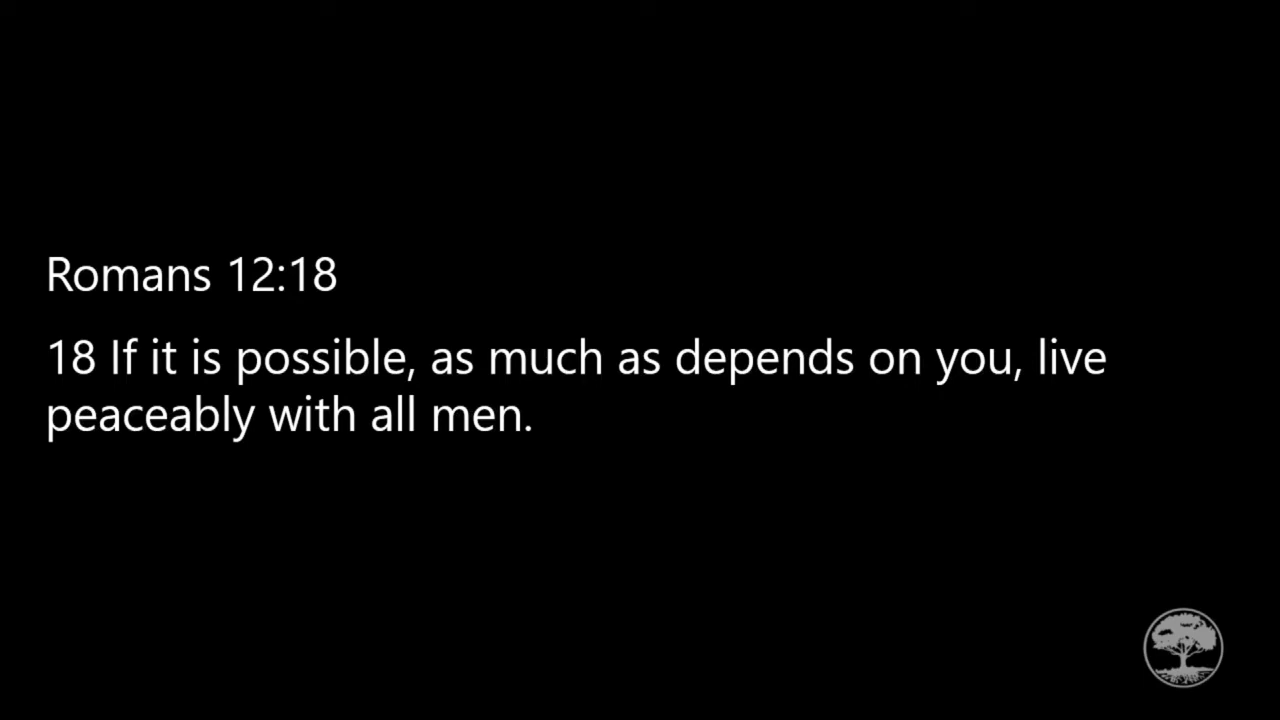 Romans 12:18
18 If it is possible, as much as depends on you, live
peaceably with all men.